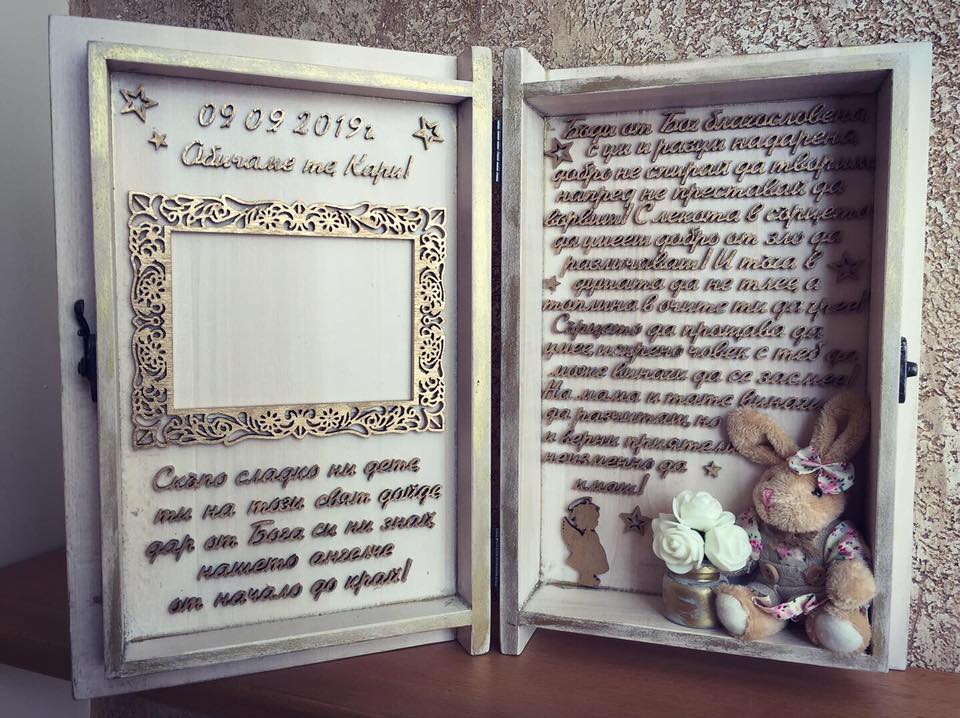 09 09 2019г.
Обичаме те, Кари!
Скъпо сладко ни дете,
ти на този свят дойде,
дар от Бога си ни знай,
нашето ангелче
от начало до край!
Бъди от Бог благословена
с ум и разум надарена,
добро не спирай да твориш,
напред не преставай да
вървиш! С лекота в сърцето
да умееш добро от зло да
различаваш! И тъга в
душата да не тлее, а
топлина в очите ти да грее!
Сърцето да прощава да
умее, искрено човек с теб да
може винаги да се засмее!
На мама и тате винаги
да разчиташ, но
и верни приятели
неизменно да
имаш!